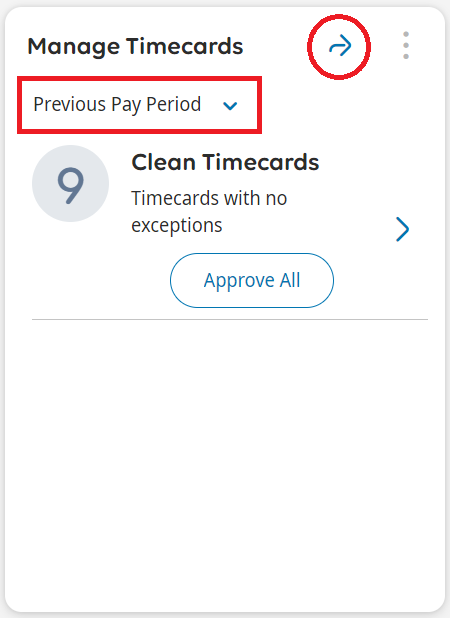 Manage Timecards
Previous Pay Period
9
Clean Timecards
Timecards with no
exceptions
Approve All